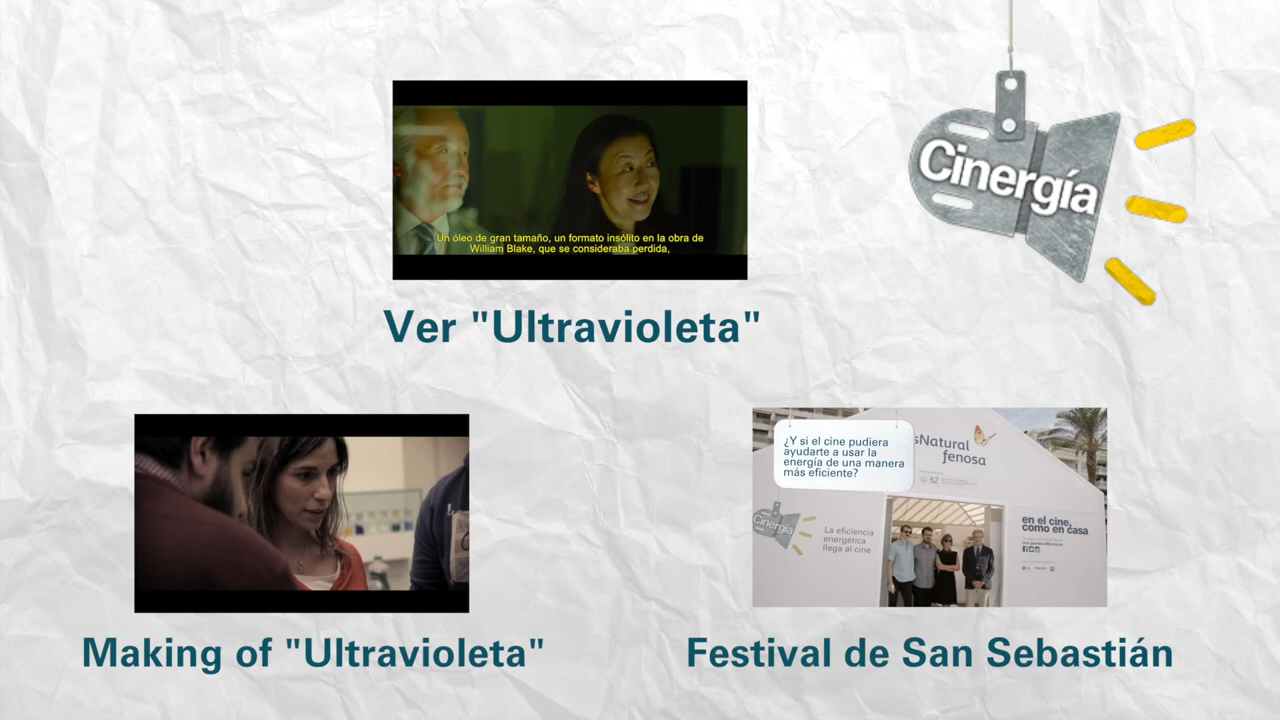 Cinergía
Un óleo de gran tamaño, un formato insólito en la obra de
William Blake, que se consideraba perdida,
Ver "Ultravioleta"
¿Y si el cine pudiera
ayudarte a usar la
energía de una manera
más eficiente?
sNatural
fenosa
62
Cinergía
La eficiencia
energética
llega al cine
en el cine,
como en casa
Making of "Ultravioleta"
Festival de San Sebastián